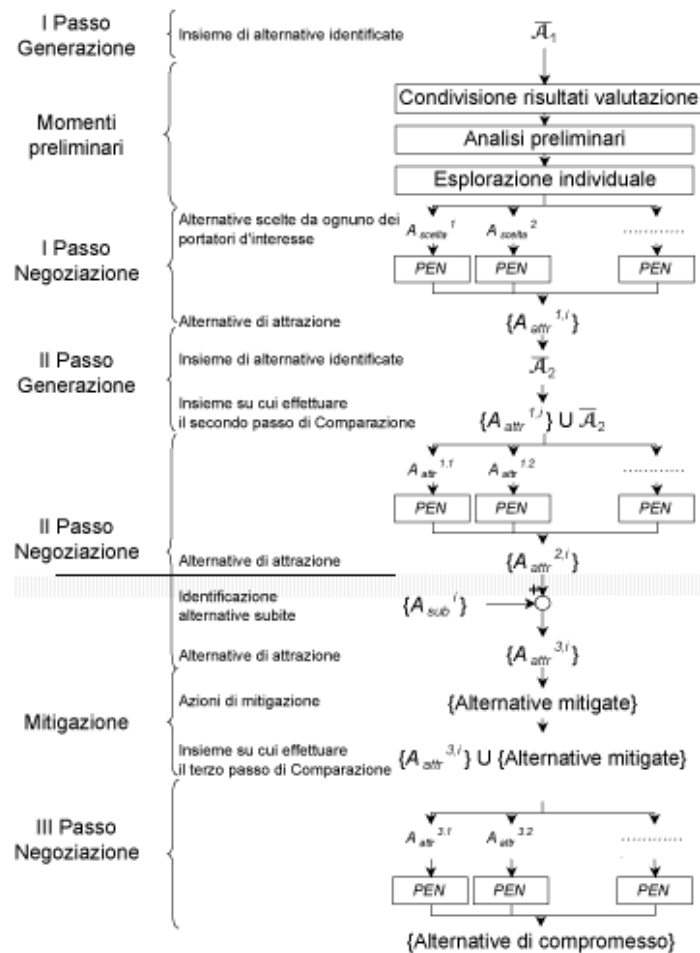 I Passo
Generazione
Insieme di alternative identificate
𝓐̅₁
Momenti
preliminari
Condivisione risultati valutazione
Analisi preliminari
Esplorazione individuale
I Passo
Negoziazione
Alternative scelte da ognuno dei
portatori d'interesse
A scelta 1 A scelta 2 ............
PEN PEN PEN
Alternative di attrazione
{A attr 1,i}
II Passo
Generazione
Insieme di alternative identificate
𝓐̅₂
Insieme su cui effettuare
il secondo passo di Comparazione
{A attr 1,i} U 𝓐̅₂
II Passo
Negoziazione
A attr 1.1 A attr 1.2 ............
PEN PEN PEN
Alternative di attrazione
{A attr 2,i}
+
Identificazione
alternative subite
{A sub i}
Alternative di attrazione
{A attr 3,i}
Mitigazione
Azioni di mitigazione
{Alternative mitigate}
Insieme su cui effettuare
il terzo passo di Comparazione
{A attr 3,i} U {Alternative mitigate}
III Passo
Negoziazione
A attr 3.1 A attr 3.2 ............
PEN PEN PEN
{Alternative di compromesso}